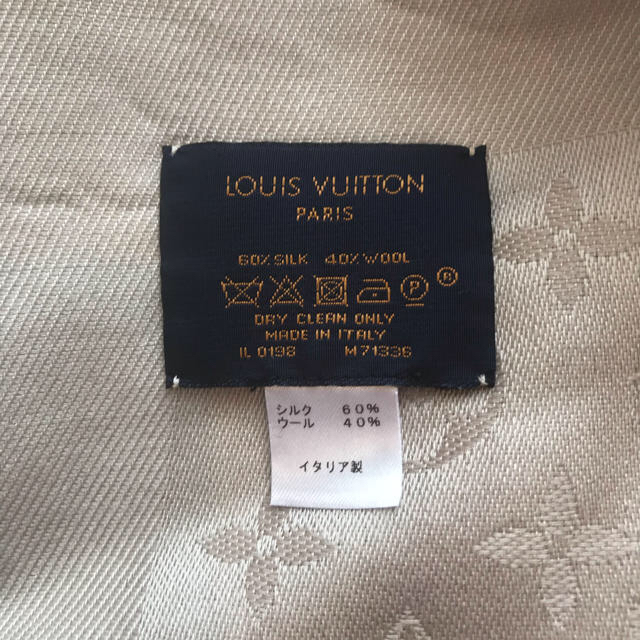 LOUIS VUITTON
PARIS
60% SILK 40% WOOL
P ®
DRY CLEAN ONLY
MADE IN ITALY
IL 0198 M71336
シルク 60%
ウール 40%
イタリア製